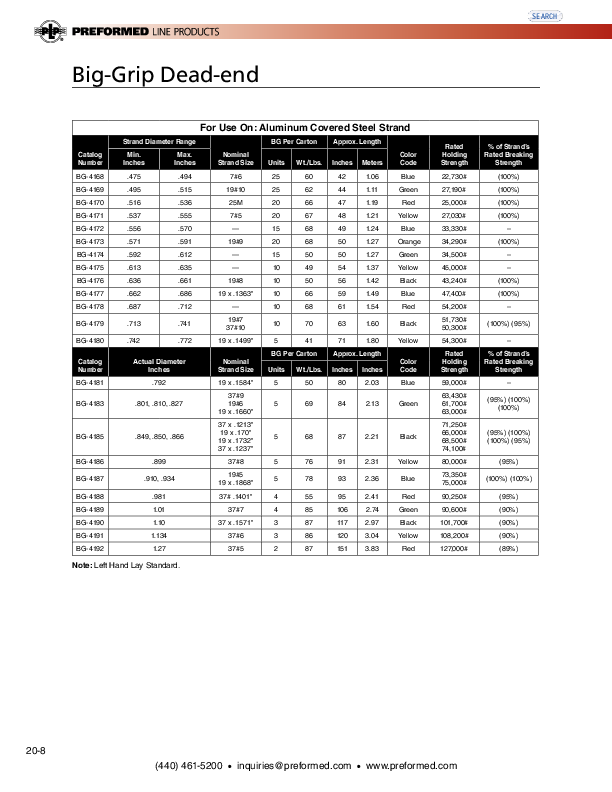 SEARCH
PLP ® PREFORMED LINE PRODUCTS
Big-Grip Dead-end
For Use On: Aluminum Covered Steel Strand
Catalog Number Strand Diameter Range Min. Inches Max. Inches Nominal Strand Size BG Per Carton Units Wt./Lbs. Approx. Length Inches Meters Color Code Rated Holding Strength % of Strand's Rated Breaking Strength
BG-4168 .475 .494 7#6 25 60 42 1.06 Blue 22,730# (100%)
BG-4169 .495 .515 19#10 25 62 44 1.11 Green 27,190# (100%)
BG-4170 .516 .536 25M 20 66 47 1.19 Red 25,000# (100%)
BG-4171 .537 .555 7#5 20 67 48 1.21 Yellow 27,030# (100%)
BG-4172 .556 .570 — 15 68 49 1.24 Blue 33,330# –
BG-4173 .571 .591 19#9 20 68 50 1.27 Orange 34,290# (100%)
BG-4174 .592 .612 — 15 50 50 1.27 Green 34,500# –
BG-4175 .613 .635 — 10 49 54 1.37 Yellow 45,000# –
BG-4176 .636 .661 19#8 10 50 56 1.42 Black 43,240# (100%)
BG-4177 .662 .686 19 x .1363" 10 66 59 1.49 Blue 47,400# (100%)
BG-4178 .687 .712 — 10 68 61 1.54 Red 54,200# –
BG-4179 .713 .741 19#7 37#10 10 70 63 1.60 Black 51,730# 50,300# (100%) (95%)
BG-4180 .742 .772 19 x .1499" 5 41 71 1.80 Yellow 54,300# –
Catalog Number Actual Diameter Inches Nominal Strand Size BG Per Carton Units Wt./Lbs. Approx. Length Inches Inches Color Code Rated Holding Strength % of Strand's Rated Breaking Strength
BG-4181 .792 19 x .1584" 5 50 80 2.03 Blue 59,000# –
BG-4183 .801, .810, .827 37#9 19#6 19 x .1660" 5 69 84 2.13 Green 63,430# 61,700# 63,000# (95%) (100%) (100%)
BG-4185 .849, .850, .866 37 x .1213" 19 x .170" 19 x .1732" 37 x .1237" 5 68 87 2.21 Black 71,250# 66,000# 68,500# 74,100# (95%) (100%) (100%) (95%)
BG-4186 .899 37#8 5 76 91 2.31 Yellow 80,000# (95%)
BG-4187 .910, .934 19#5 19 x .1868" 5 78 93 2.36 Blue 73,350# 75,000# (100%) (100%)
BG-4188 .981 37# .1401" 4 55 95 2.41 Red 90,250# (95%)
BG-4189 1.01 37#7 4 85 106 2.74 Green 90,600# (90%)
BG-4190 1.10 37 x .1571" 3 87 117 2.97 Black 101,700# (90%)
BG-4191 1.134 37#6 3 86 120 3.04 Yellow 108,200# (90%)
BG-4192 1.27 37#5 2 87 151 3.83 Red 127,000# (89%)
Note: Left Hand Lay Standard.
20-8
(440) 461-5200 • inquiries@preformed.com • www.preformed.com